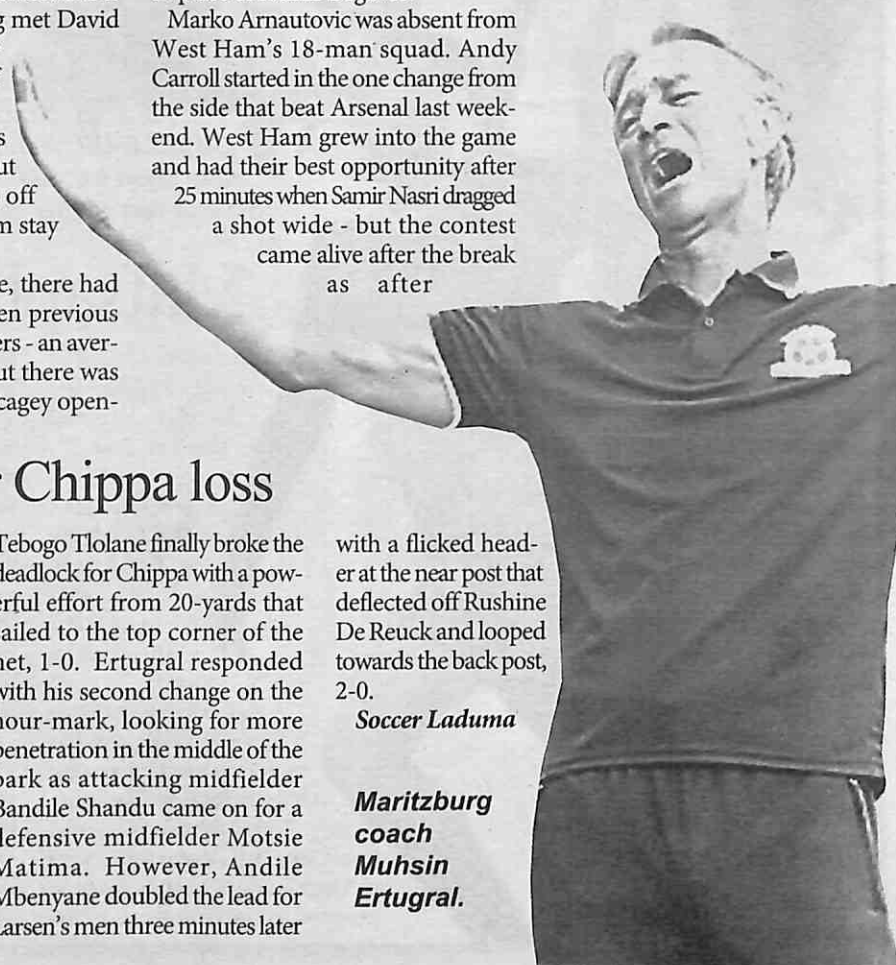 g met David
s
ut
off
m stay
e, there had
en previous
ers - an aver-
ut there was
cagey open-
Marko Arnautovic was absent from
West Ham's 18-man squad. Andy
Carroll started in the one change from
the side that beat Arsenal last week-
end. West Ham grew into the game
and had their best opportunity after
25 minutes when Samir Nasri dragged
a shot wide - but the contest
came alive after the break
as after
Chippa loss
Tebogo Tlolane finally broke the
deadlock for Chippa with a pow-
erful effort from 20-yards that
sailed to the top corner of the
net, 1-0. Ertugral responded
with his second change on the
hour-mark, looking for more
penetration in the middle of the
park as attacking midfielder
Bandile Shandu came on for a
defensive midfielder Motsie
Matima. However, Andile
Mbenyane doubled the lead for
Larsen's men three minutes later
with a flicked head-
er at the near post that
deflected off Rushine
De Reuck and looped
towards the back post,
2-0.
Soccer Laduma
Maritzburg
coach
Muhsin
Ertugral.